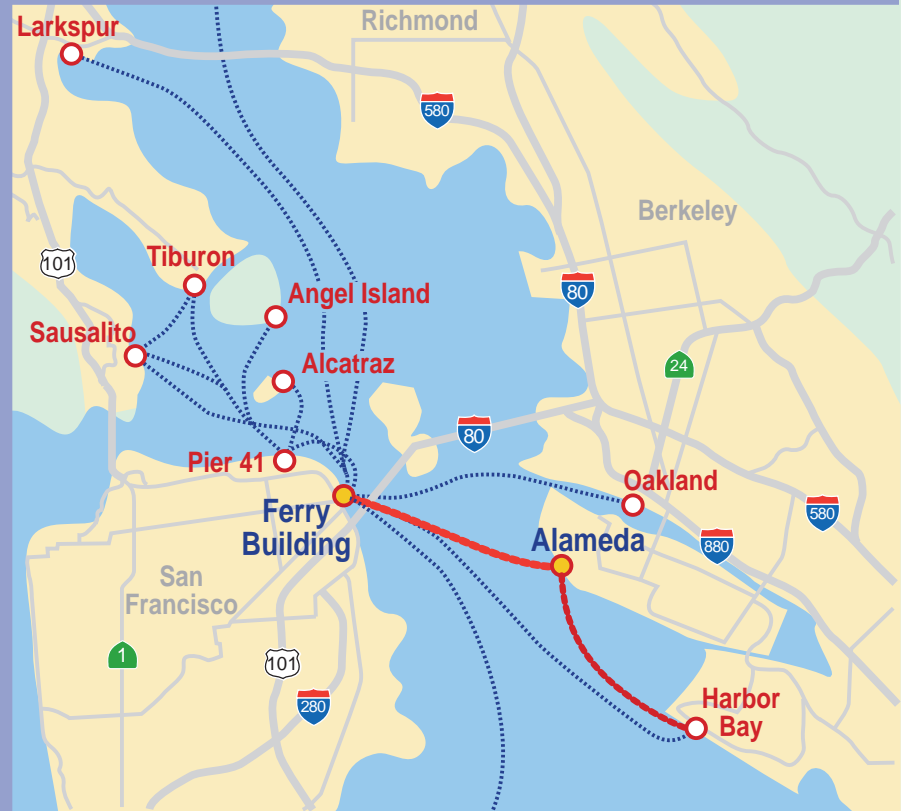 Larkspur
Richmond
580
Berkeley
101
Tiburon
80
Angel Island
Sausalito
Alcatraz
24
80
Pier 41
Oakland
Ferry
Building
580
Alameda
880
San
Francisco
1
101
280
Harbor
Bay